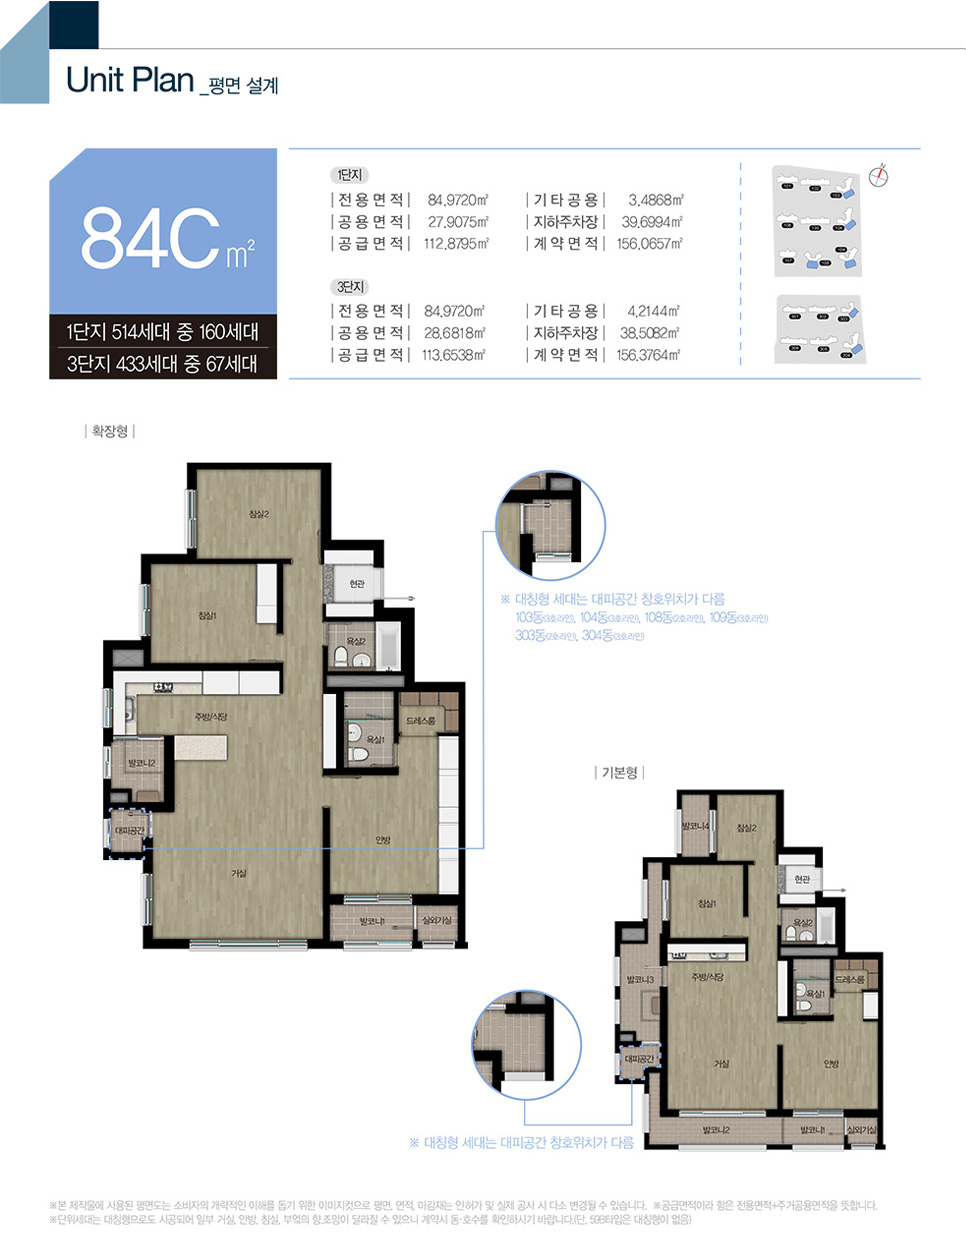 Unit Plan _평면 설계
84C㎡
1단지 514세대 중 160세대
3단지 433세대 중 67세대
1단지
| 전용면적 | 84.9720㎡ | 기타공용 | 3.4868㎡
| 공용면적 | 27.9075㎡ | 지하주차장 | 39.6994㎡
| 공급면적 | 112.8795㎡ | 계약면적 | 156.0657㎡
3단지
| 전용면적 | 84.9720㎡ | 기타공용 | 4.2144㎡
| 공용면적 | 28.6818㎡ | 지하주차장 | 38.5082㎡
| 공급면적 | 113.6538㎡ | 계약면적 | 156.3764㎡
N
101 102 103
107
| 확장형 |
침실2
현관
침실1
욕실2
주방/식당
드레스룸
욕실1
발코니2
대피공간
안방
거실
발코니1
실외기실
※ 대칭형 세대는 대피공간 창호위치가 다름
103동(3호라인), 104동(3호라인), 108동(2호라인), 109동(3호라인)
303동(2호라인), 304동(3호라인)
| 기본형 |
발코니4
침실2
현관
침실1
욕실2
발코니3
주방/식당
드레스룸
욕실1
대피공간
거실
안방
발코니2
발코니1
실외기실
※ 대칭형 세대는 대피공간 창호위치가 다름
※본 제작물에 사용된 평면도는 소비자의 개략적인 이해를 돕기 위한 이미지컷으로 평면, 면적, 마감재는 인허가 및 실제 공사 시 다소 변경될 수 있습니다. ※공급면적이라 함은 전용면적+주거공용면적을 뜻합니다.
※단위세대는 대칭형으로도 시공되어 일부 거실, 안방, 침실, 부엌의 향,조망이 달라질 수 있으니 계약시 동·호수를 확인하시기 바랍니다.(단, 59B타입은 대칭형이 없음)